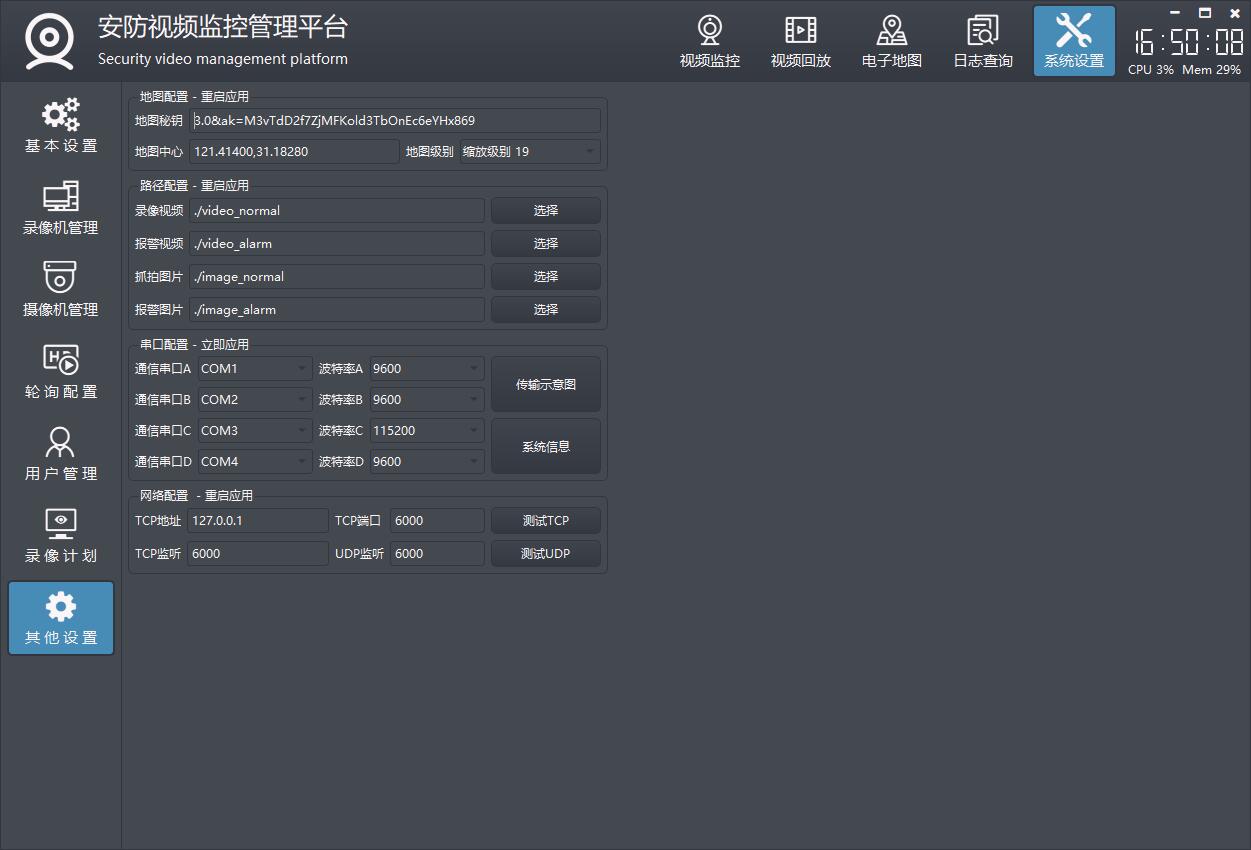 安防视频监控管理平台
Security video management platform
视频监控 视频回放 电子地图 日志查询 系统设置
16:50:08
CPU 3% Mem 29%
基本设置
录像机管理
摄像机管理
轮询配置
用户管理
录像计划
其他设置
地图配置 - 重启应用
地图秘钥 3.0&ak=M3vTdD2f7ZjMFKold3TbOnEc6eYHx869
地图中心 121.41400,31.18280 地图级别 缩放级别 19
路径配置 - 重启应用
录像视频 ./video_normal 选择
报警视频 ./video_alarm 选择
抓拍图片 ./image_normal 选择
报警图片 ./image_alarm 选择
串口配置 - 立即应用
通信串口A COM1 波特率A 9600
传输示意图
通信串口B COM2 波特率B 9600
通信串口C COM3 波特率C 115200
系统信息
通信串口D COM4 波特率D 9600
网络配置 - 重启应用
TCP地址 127.0.0.1 TCP端口 6000 测试TCP
TCP监听 6000 UDP监听 6000 测试UDP